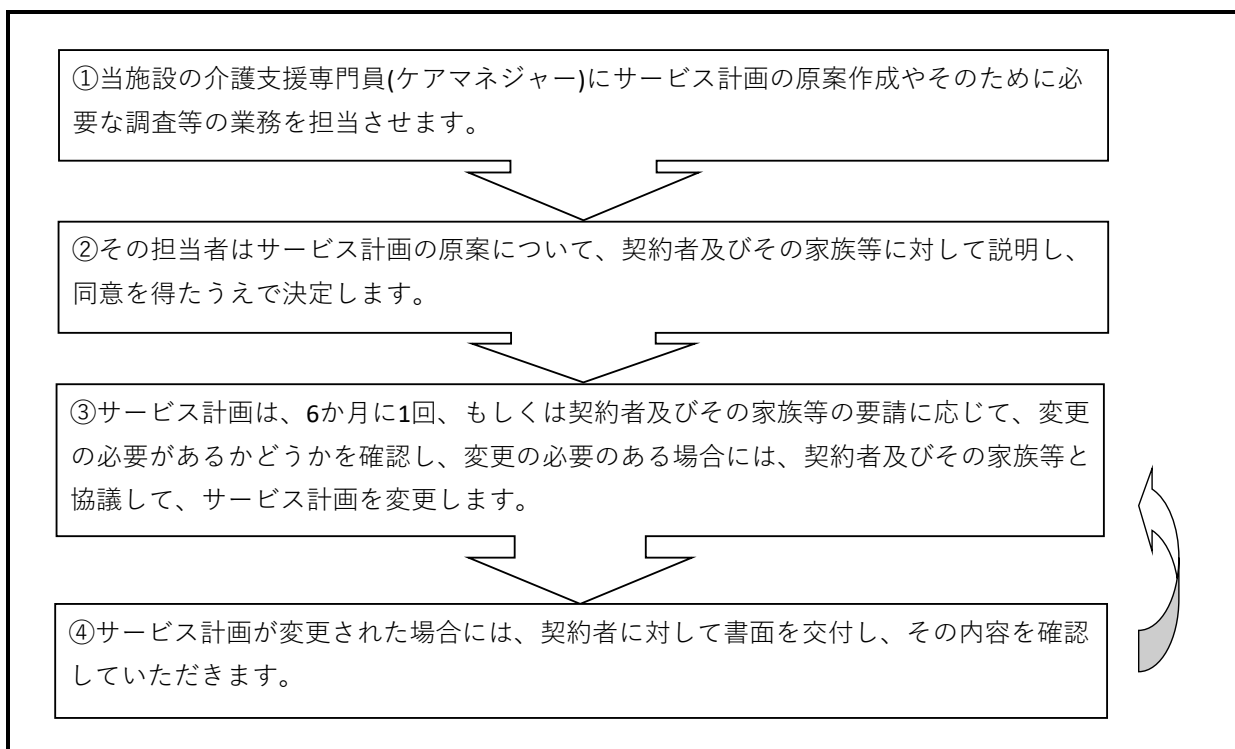 ①当施設の介護支援専門員(ケアマネジャー)にサービス計画の原案作成やそのために必
要な調査等の業務を担当させます。
②その担当者はサービス計画の原案について、契約者及びその家族等に対して説明し、
同意を得たうえで決定します。
③サービス計画は、6か月に1回、もしくは契約者及びその家族等の要請に応じて、変更
の必要があるかどうかを確認し、変更の必要のある場合には、契約者及びその家族等と
協議して、サービス計画を変更します。
④サービス計画が変更された場合には、契約者に対して書面を交付し、その内容を確認
していただきます。